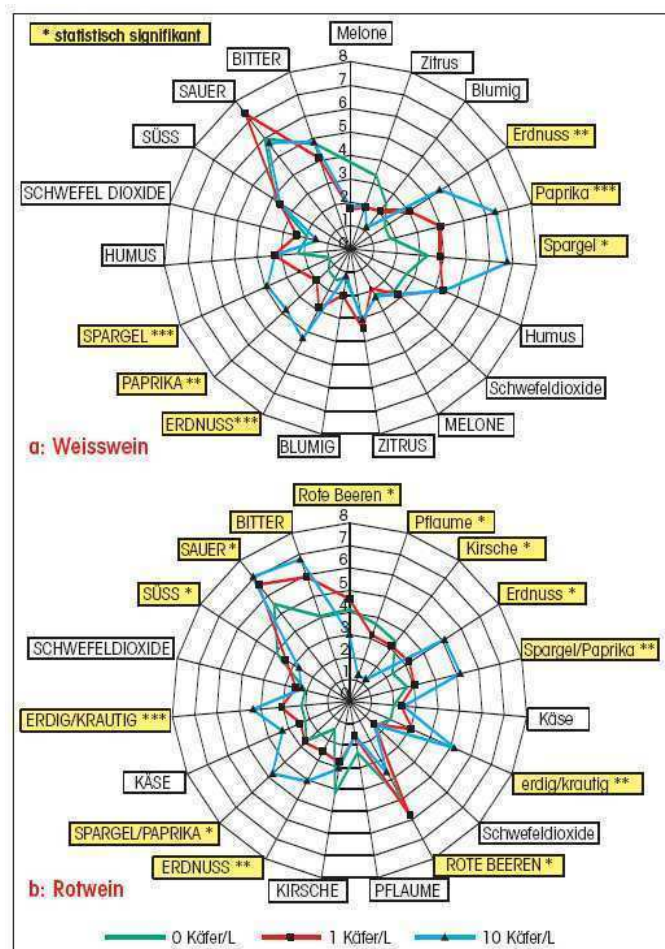 * statistisch signifikant
Melone
Zitrus
Blumig
Erdnuss **
Paprika ***
Spargel *
Humus
Schwefeldioxide
MELONE
ZITRUS
BLUMIG
ERDNUSS***
PAPRIKA **
SPARGEL ***
HUMUS
SCHWEFEL DIOXIDE
SÜSS
SAUER
BITTER
8
7
6
5
4
3
2
1
0
a: Weisswein
Rote Beeren *
Pflaume *
Kirsche *
Erdnuss *
Spargel/Paprika **
Käse
erdig/krautig **
Schwefeldioxide
ROTE BEEREN *
PFLAUME
KIRSCHE
ERDNUSS **
SPARGEL/PAPRIKA *
KÄSE
ERDIG/KRAUTIG ***
SCHWEFELDIOXIDE
SÜSS *
SAUER *
BITTER
8
7
6
5
4
3
2
1
0
b: Rotwein
0 Käfer/L 1 Käfer/L 10 Käfer/L